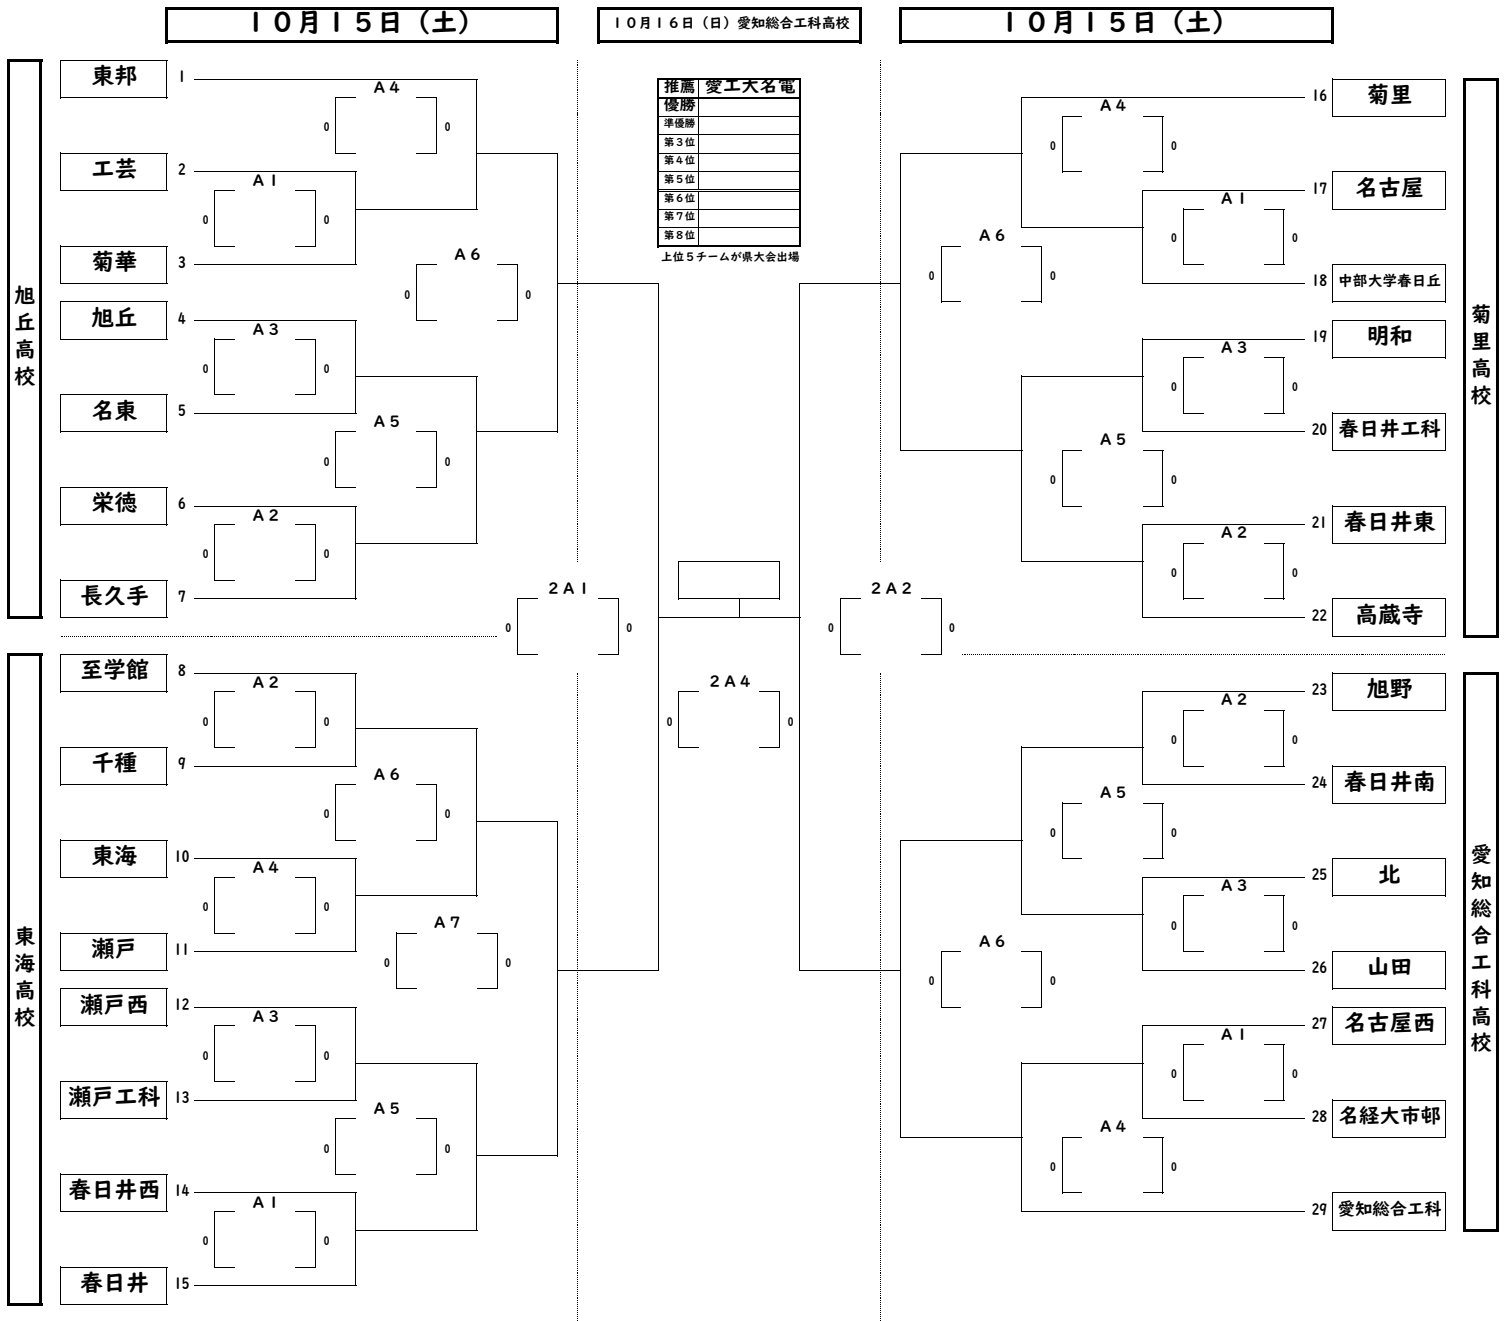 １０月１５日（土）
１０月１６日（日）愛知総合工科高校
１０月１５日（土）
推薦 愛工大名電
優勝
準優勝
第３位
第４位
第５位
第６位
第７位
第８位
上位５チームが県大会出場
旭丘高校
東邦 1
A4
0 0
工芸 2
A1
0 0
菊華 3
A6
0 0
旭丘 4
A3
0 0
名東 5
A5
0 0
栄徳 6
A2
0 0
長久手 7
2A1
0 0
東海高校
至学館 8
A2
0 0
千種 9
A6
0 0
東海 10
A4
0 0
瀬戸 11
A7
0 0
瀬戸西 12
A3
0 0
瀬戸工科 13
A5
0 0
春日井西 14
A1
0 0
春日井 15
2A4
0 0
菊里高校
16 菊里
A4
0 0
17 名古屋
A1
0 0
18 中部大学春日丘
A6
0 0
19 明和
A3
0 0
20 春日井工科
A5
0 0
21 春日井東
A2
0 0
22 高蔵寺
2A2
0 0
愛知総合工科高校
23 旭野
A2
0 0
24 春日井南
A5
0 0
25 北
A3
0 0
26 山田
A6
0 0
27 名古屋西
A1
0 0
28 名経大市邨
A4
0 0
29 愛知総合工科